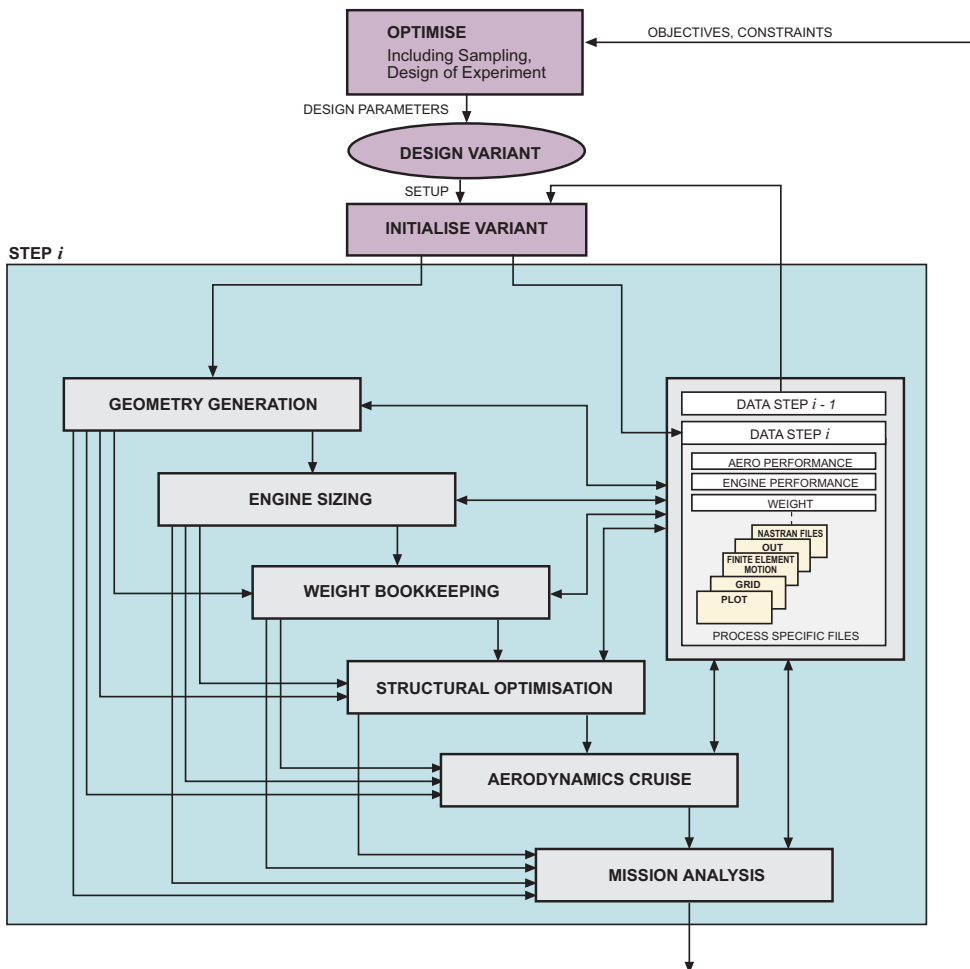 OPTIMISE
Including Sampling,
Design of Experiment
OBJECTIVES, CONSTRAINTS
DESIGN PARAMETERS
DESIGN VARIANT
SETUP
INITIALISE VARIANT
STEP i
GEOMETRY GENERATION
ENGINE SIZING
WEIGHT BOOKKEEPING
STRUCTURAL OPTIMISATION
AERODYNAMICS CRUISE
MISSION ANALYSIS
DATA STEP i - 1
DATA STEP i
AERO PERFORMANCE
ENGINE PERFORMANCE
WEIGHT
NASTRAN FILES
OUT
FINITE ELEMENT
MOTION
GRID
PLOT
PROCESS SPECIFIC FILES